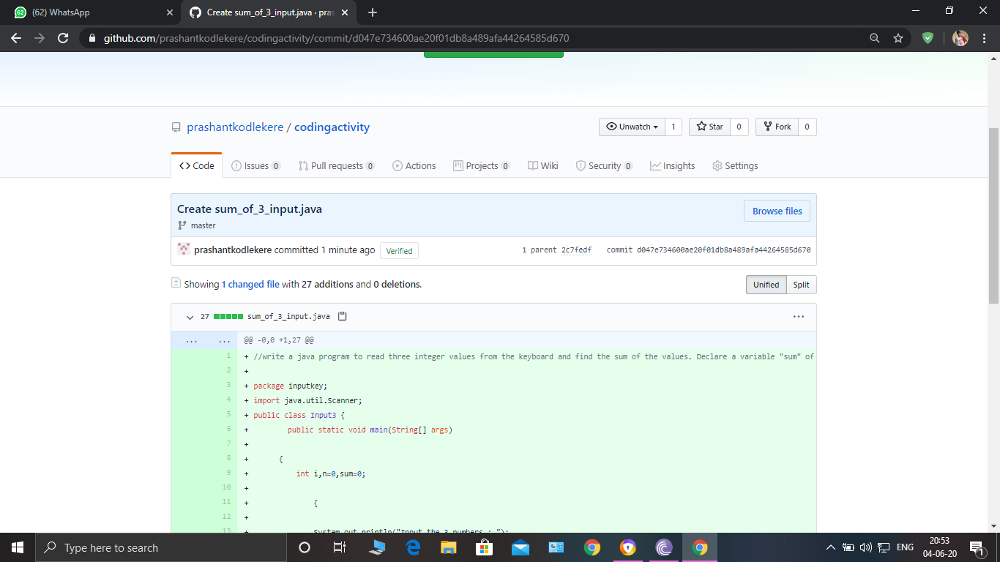 62
(62) WhatsApp
Create sum_of_3_input.java · pras
github.com/prashantkodlekere/codingactivity/commit/d047e734600ae20f01db8a489afa44264585d670
prashantkodlekere / codingactivity
Unwatch 1 Star 0 Fork 0
Code Issues 0 Pull requests 0 Actions Projects 0 Wiki Security 0 Insights Settings
Create sum_of_3_input.java
Browse files
master
prashantkodlekere committed 1 minute ago Verified 1 parent 2c7fedf commit d047e734600ae20f01db8a489afa44264585d670
Showing 1 changed file with 27 additions and 0 deletions.
Unified Split
27 sum_of_3_input.java ...
... ... @@ -0,0 +1,27 @@
1 + //write a java program to read three integer values from the keyboard and find the sum of the values. Declare a variable "sum" of
2 +
3 + package inputkey;
4 + import java.util.Scanner;
5 + public class Input3 {
6 + public static void main(String[] args)
7 +
8 + {
9 + int i,n=0,sum=0;
10 +
11 + {
12 +
13 + System.out.println("Input the 3 numbers : ");
Type here to search
ENG
20:53
04-06-20
1